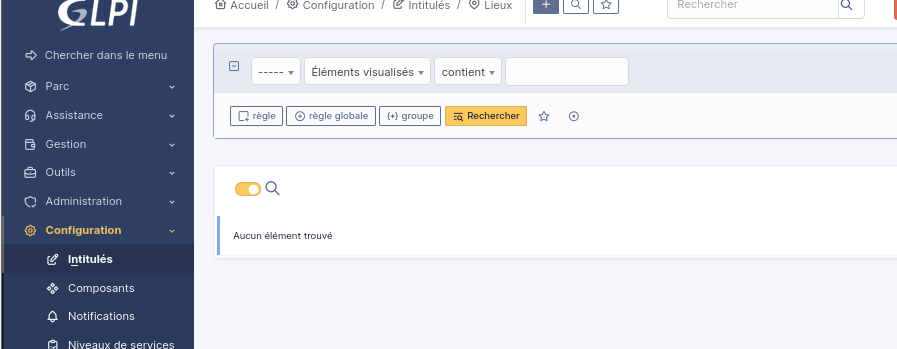 GLPI
Accueil / Configuration / Intitulés / Lieux
Rechercher
Chercher dans le menu
Parc
Assistance
Gestion
Outils
Administration
Configuration
Intitulés
Composants
Notifications
Niveaux de services
----- Éléments visualisés contient
règle règle globale {+} groupe Rechercher
Aucun élément trouvé